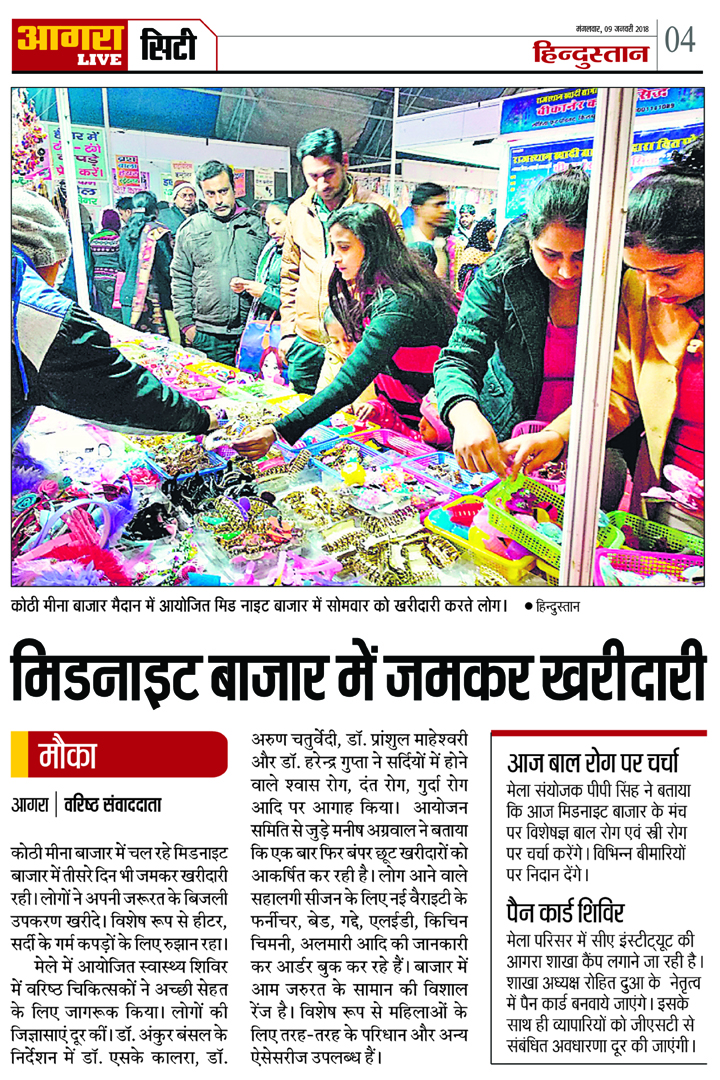 आगरा
LIVE
सिटी
मंगलवार, 09 जनवरी 2018
हिन्दुस्तान
04
कोठी मीना बाजार मैदान में आयोजित मिड नाइट बाजार में सोमवार को खरीदारी करते लोग। ● हिन्दुस्तान
मिडनाइट बाजार में जमकर खरीदारी
मौका
आगरा | वरिष्ठ संवाददाता
कोठी मीना बाजार में चल रहे मिडनाइट
बाजार में तीसरे दिन भी जमकर खरीदारी
रही। लोगों ने अपनी जरूरत के बिजली
उपकरण खरीदे। विशेष रूप से हीटर,
सर्दी के गर्म कपड़ों के लिए रुझान रहा।
मेले में आयोजित स्वास्थ्य शिविर
में वरिष्ठ चिकित्सकों ने अच्छी सेहत
के लिए जागरूक किया। लोगों की
जिज्ञासाएं दूर कीं। डॉ. अंकुर बंसल के
निर्देशन में डॉ. एसके कालरा, डॉ.
अरुण चतुर्वेदी, डॉ. प्रांशुल माहेश्वरी
और डॉ. हरेन्द्र गुप्ता ने सर्दियों में होने
वाले श्वास रोग, दंत रोग, गुर्दा रोग
आदि पर आगाह किया। आयोजन
समिति से जुड़े मनीष अग्रवाल ने बताया
कि एक बार फिर बंपर छूट खरीदारों को
आकर्षित कर रही है। लोग आने वाले
सहालगी सीजन के लिए नई वैराइटी के
फर्नीचर, बेड, गद्दे, एलईडी, किचिन
चिमनी, अलमारी आदि की जानकारी
कर आर्डर बुक कर रहे हैं। बाजार में
आम जरुरत के सामान की विशाल
रेंज है। विशेष रूप से महिलाओं के
लिए तरह-तरह के परिधान और अन्य
ऐसेसरीज उपलब्ध हैं।
आज बाल रोग पर चर्चा
मेला संयोजक पीपी सिंह ने बताया
कि आज मिडनाइट बाजार के मंच
पर विशेषज्ञ बाल रोग एवं स्त्री रोग
पर चर्चा करेंगे। विभिन्न बीमारियों
पर निदान देंगे।
पैन कार्ड शिविर
मेला परिसर में सीए इंस्टीट्यूट की
आगरा शाखा कैंप लगाने जा रही है।
शाखा अध्यक्ष रोहित दुआ के नेतृत्व
में पैन कार्ड बनवाये जाएंगे। इसके
साथ ही व्यापारियों को जीएसटी से
संबंधित अवधारणा दूर की जाएंगी।